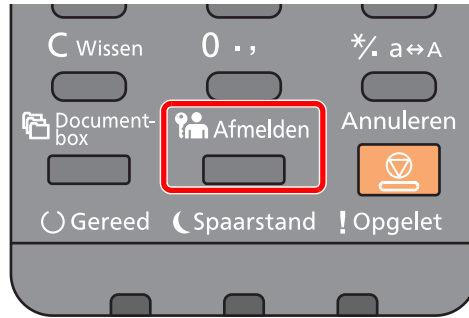 C Wissen
0 . ,
*/. a↔A
Document-
box
Afmelden
Annuleren
Gereed
Spaarstand
! Opgelet